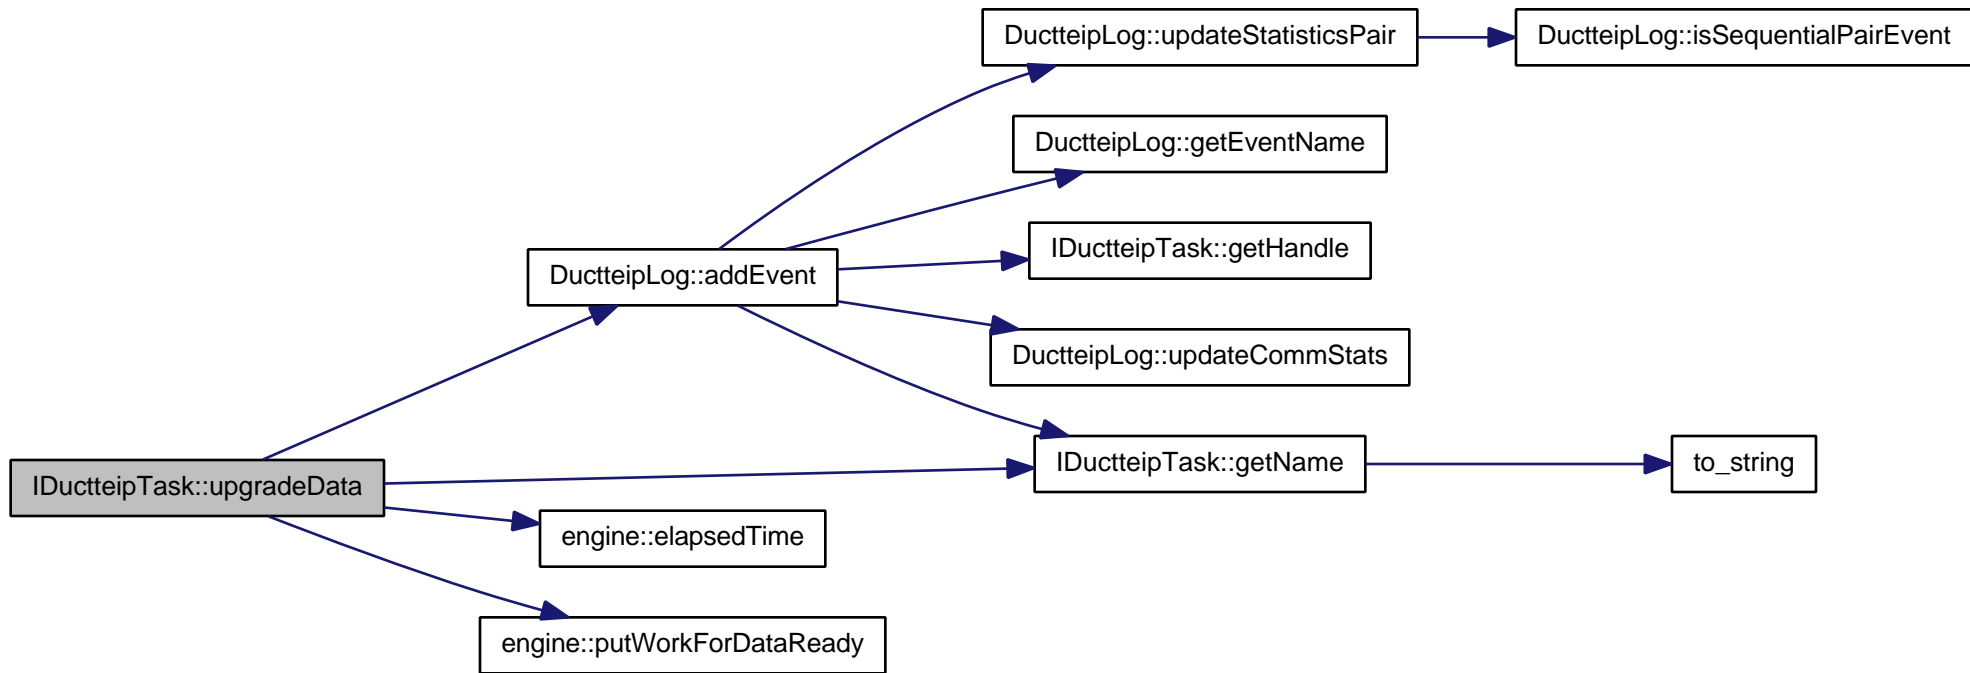 DuctteipLog::updateStatisticsPair
DuctteipLog::isSequentialPairEvent
DuctteipLog::getEventName
IDuctteipTask::getHandle
DuctteipLog::addEvent
DuctteipLog::updateCommStats
IDuctteipTask::getName
to_string
IDuctteipTask::upgradeData
engine::elapsedTime
engine::putWorkForDataReady